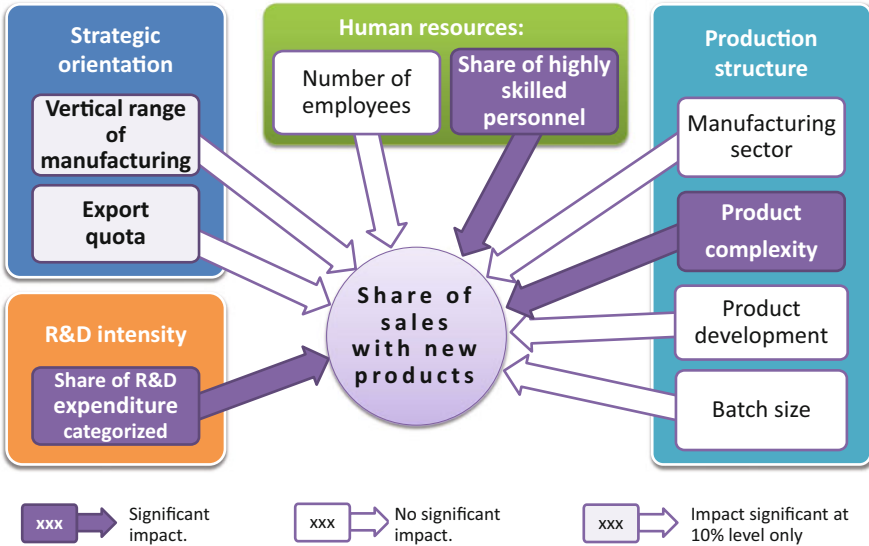 Strategic
orientation
Vertical range
of
manufacturing
Export
quota
Human resources:
Number of
employees
Share of highly
skilled
personnel
Production
structure
Manufacturing
sector
Product
complexity
Product
development
Batch size
R&D intensity
Share of R&D
expenditure
categorized
Share of
sales
with new
products
xxx
Significant
impact.
xxx
No significant
impact.
xxx
Impact significant at
10% level only